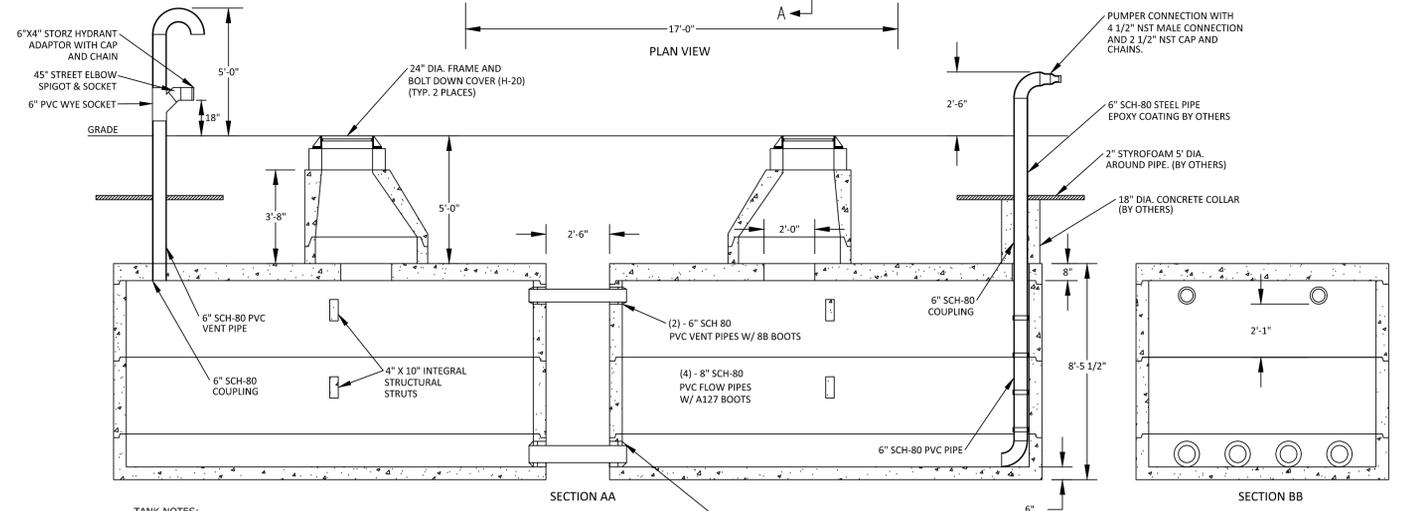 A
17'-0"
PLAN VIEW
6"X4" STORZ HYDRANT
ADAPTOR WITH CAP
AND CHAIN
45° STREET ELBOW
SPIGOT & SOCKET
6" PVC WYE SOCKET
GRADE
5'-0"
18"
24" DIA. FRAME AND
BOLT DOWN COVER (H-20)
(TYP. 2 PLACES)
PUMPER CONNECTION WITH
4 1/2" NST MALE CONNECTION
AND 2 1/2" NST CAP AND
CHAINS.
2'-6"
6" SCH-80 STEEL PIPE
EPOXY COATING BY OTHERS
2" STYROFOAM 5' DIA.
AROUND PIPE. (BY OTHERS)
18" DIA. CONCRETE COLLAR
(BY OTHERS)
3'-8"
5'-0"
2'-6"
2'-0"
8"
6" SCH-80 PVC
VENT PIPE
6" SCH-80
COUPLING
4" X 10" INTEGRAL
STRUCTURAL
STRUTS
(2) - 6" SCH 80
PVC VENT PIPES W/ 8B BOOTS
(4) - 8" SCH-80
PVC FLOW PIPES
W/ A127 BOOTS
6" SCH-80
COUPLING
8'-5 1/2"
6" SCH-80 PVC PIPE
2'-1"
SECTION AA
SECTION BB
6"
TANK NOTES: